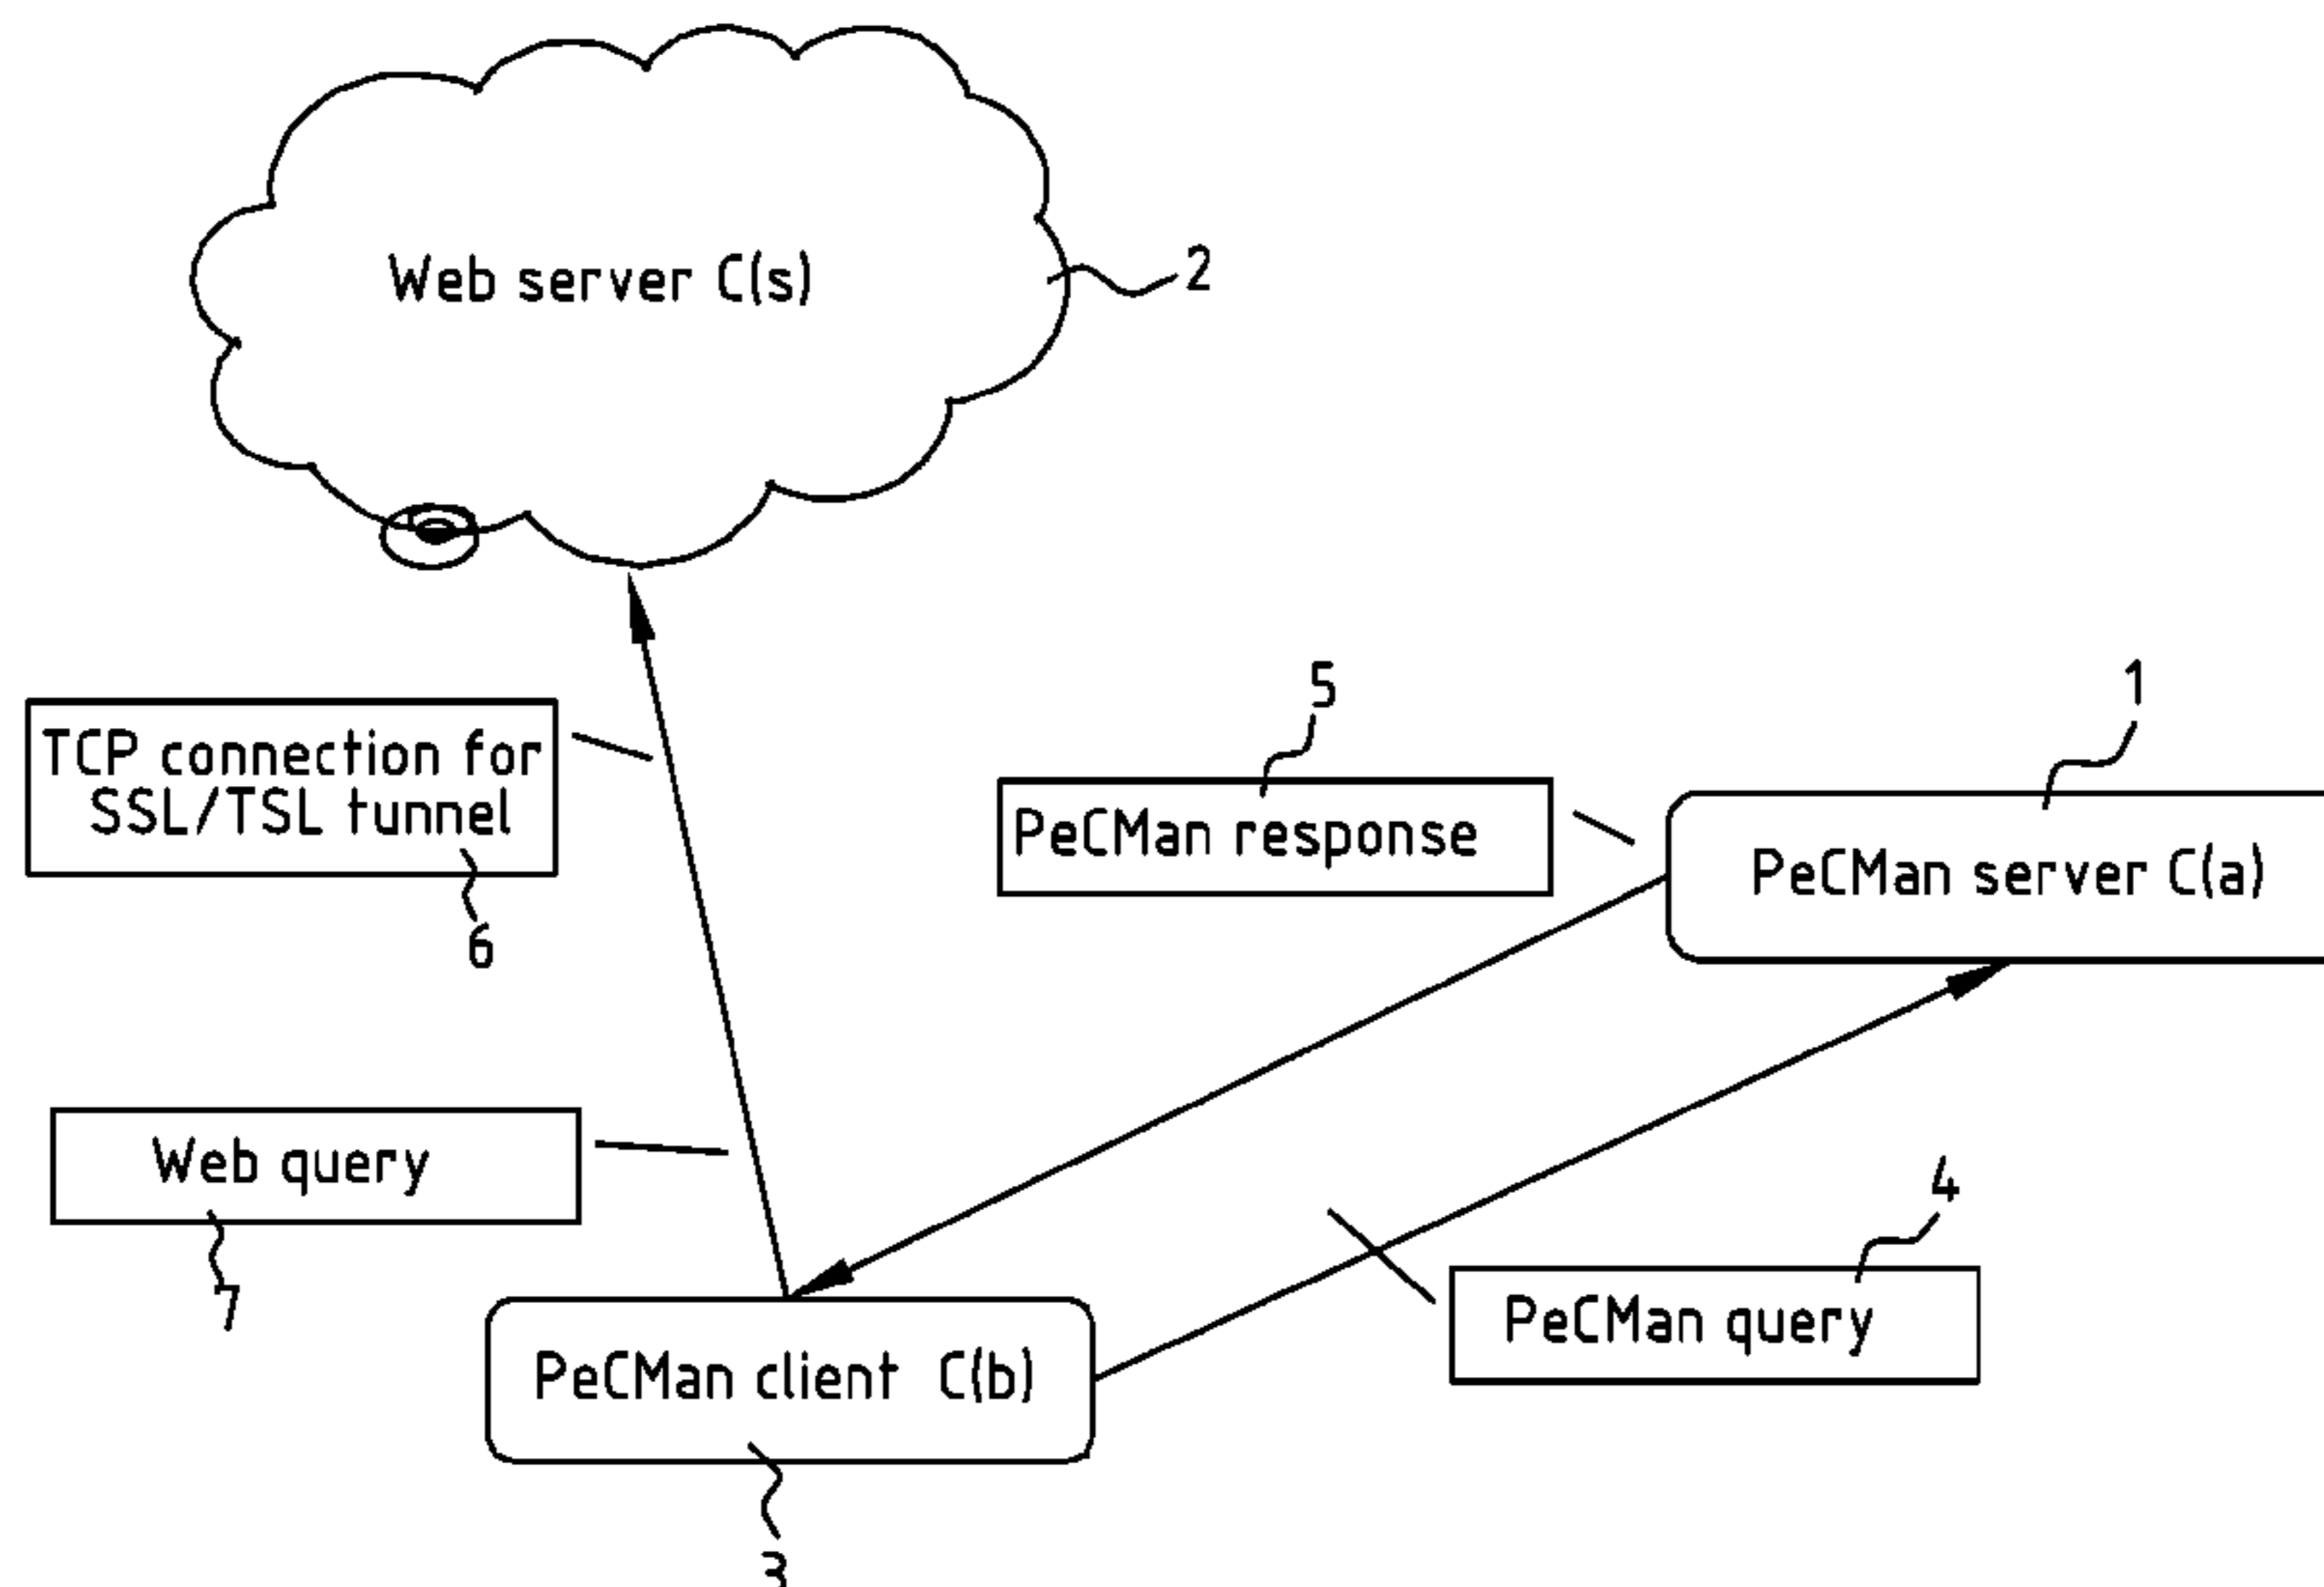 Web server C(s)
2
TCP connection for
SSL/TSL tunnel
6
5
PeCMan response
1
PeCMan server C(a)
Web query
7
4
PeCMan query
PeCMan client C(b)
3